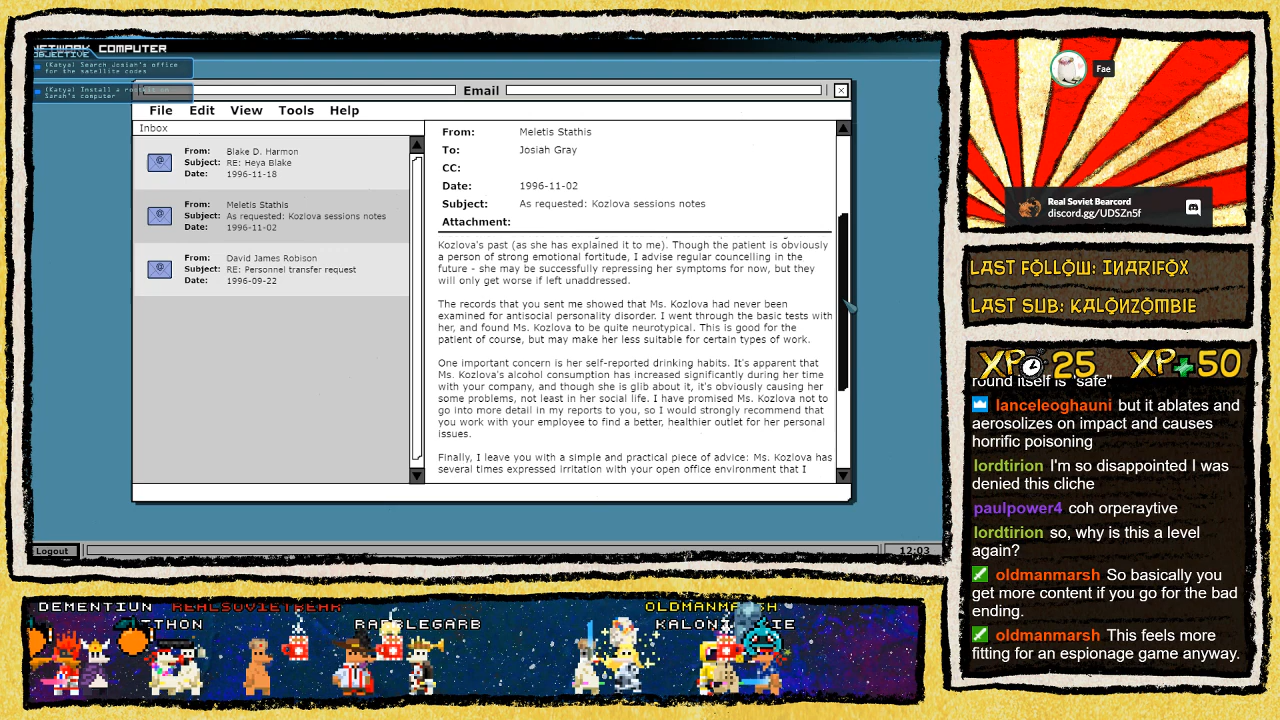 NETWORK COMPUTER
OBJECTIVE
(Katya) Search Josiah's office
for the satellite codes
(Katya) Install a rootkit on
Sarah's computer
Email
File Edit View Tools Help
Inbox
From: Blake D. Harmon
Subject: RE: Heya Blake
Date: 1996-11-18
From: Meletis Stathis
Subject: As requested: Kozlova sessions notes
Date: 1996-11-02
From: David James Robison
Subject: RE: Personnel transfer request
Date: 1996-09-22
From: Meletis Stathis
To: Josiah Gray
CC:
Date: 1996-11-02
Subject: As requested: Kozlova sessions notes
Attachment:
Kozlova's past (as she has explained it to me). Though the patient is obviously
a person of strong emotional fortitude, I advise regular councelling in the
future - she may be successfully repressing her symptoms for now, but they
will only get worse if left unaddressed.
The records that you sent me showed that Ms. Kozlova had never been
examined for antisocial personality disorder. I went through the basic tests with
her, and found Ms. Kozlova to be quite neurotypical. This is good for the
patient of course, but may make her less suitable for certain types of work.
One important concern is her self-reported drinking habits. It's apparent that
Ms. Kozlova's alcohol consumption has increased significantly during her time
with your company, and though she is glib about it, it's obviously causing her
some problems, not least in her social life. I have promised Ms. Kozlova not to
go into more detail in my reports to you, so I would strongly recommend that
you work with your employee to find a better, healthier outlet for her personal
issues.
Finally, I leave you with a simple and practical piece of advice: Ms. Kozlova has
several times expressed irritation with your open office environment that I
Logout
12:03
Fae
Real Soviet Bearcord
discord.gg/UDSZn5f
LAST FOLLOW: INARIFOX
LAST SUB: KALONZOMBIE
XP 25 XP 50
round itself is "safe"
lanceleoghauni but it ablates and
aerosolizes on impact and causes
horrific poisoning
lordtirion I'm so disappointed I was
denied this cliche
paulpower4 coh orperaytive
lordtirion so, why is this a level
again?
oldmanmarsh So basically you
get more content if you go for the bad
ending.
oldmanmarsh This feels more
fitting for an espionage game anyway.
DEMENTIUN REALSOVIETBEAR OLDMANMARSH